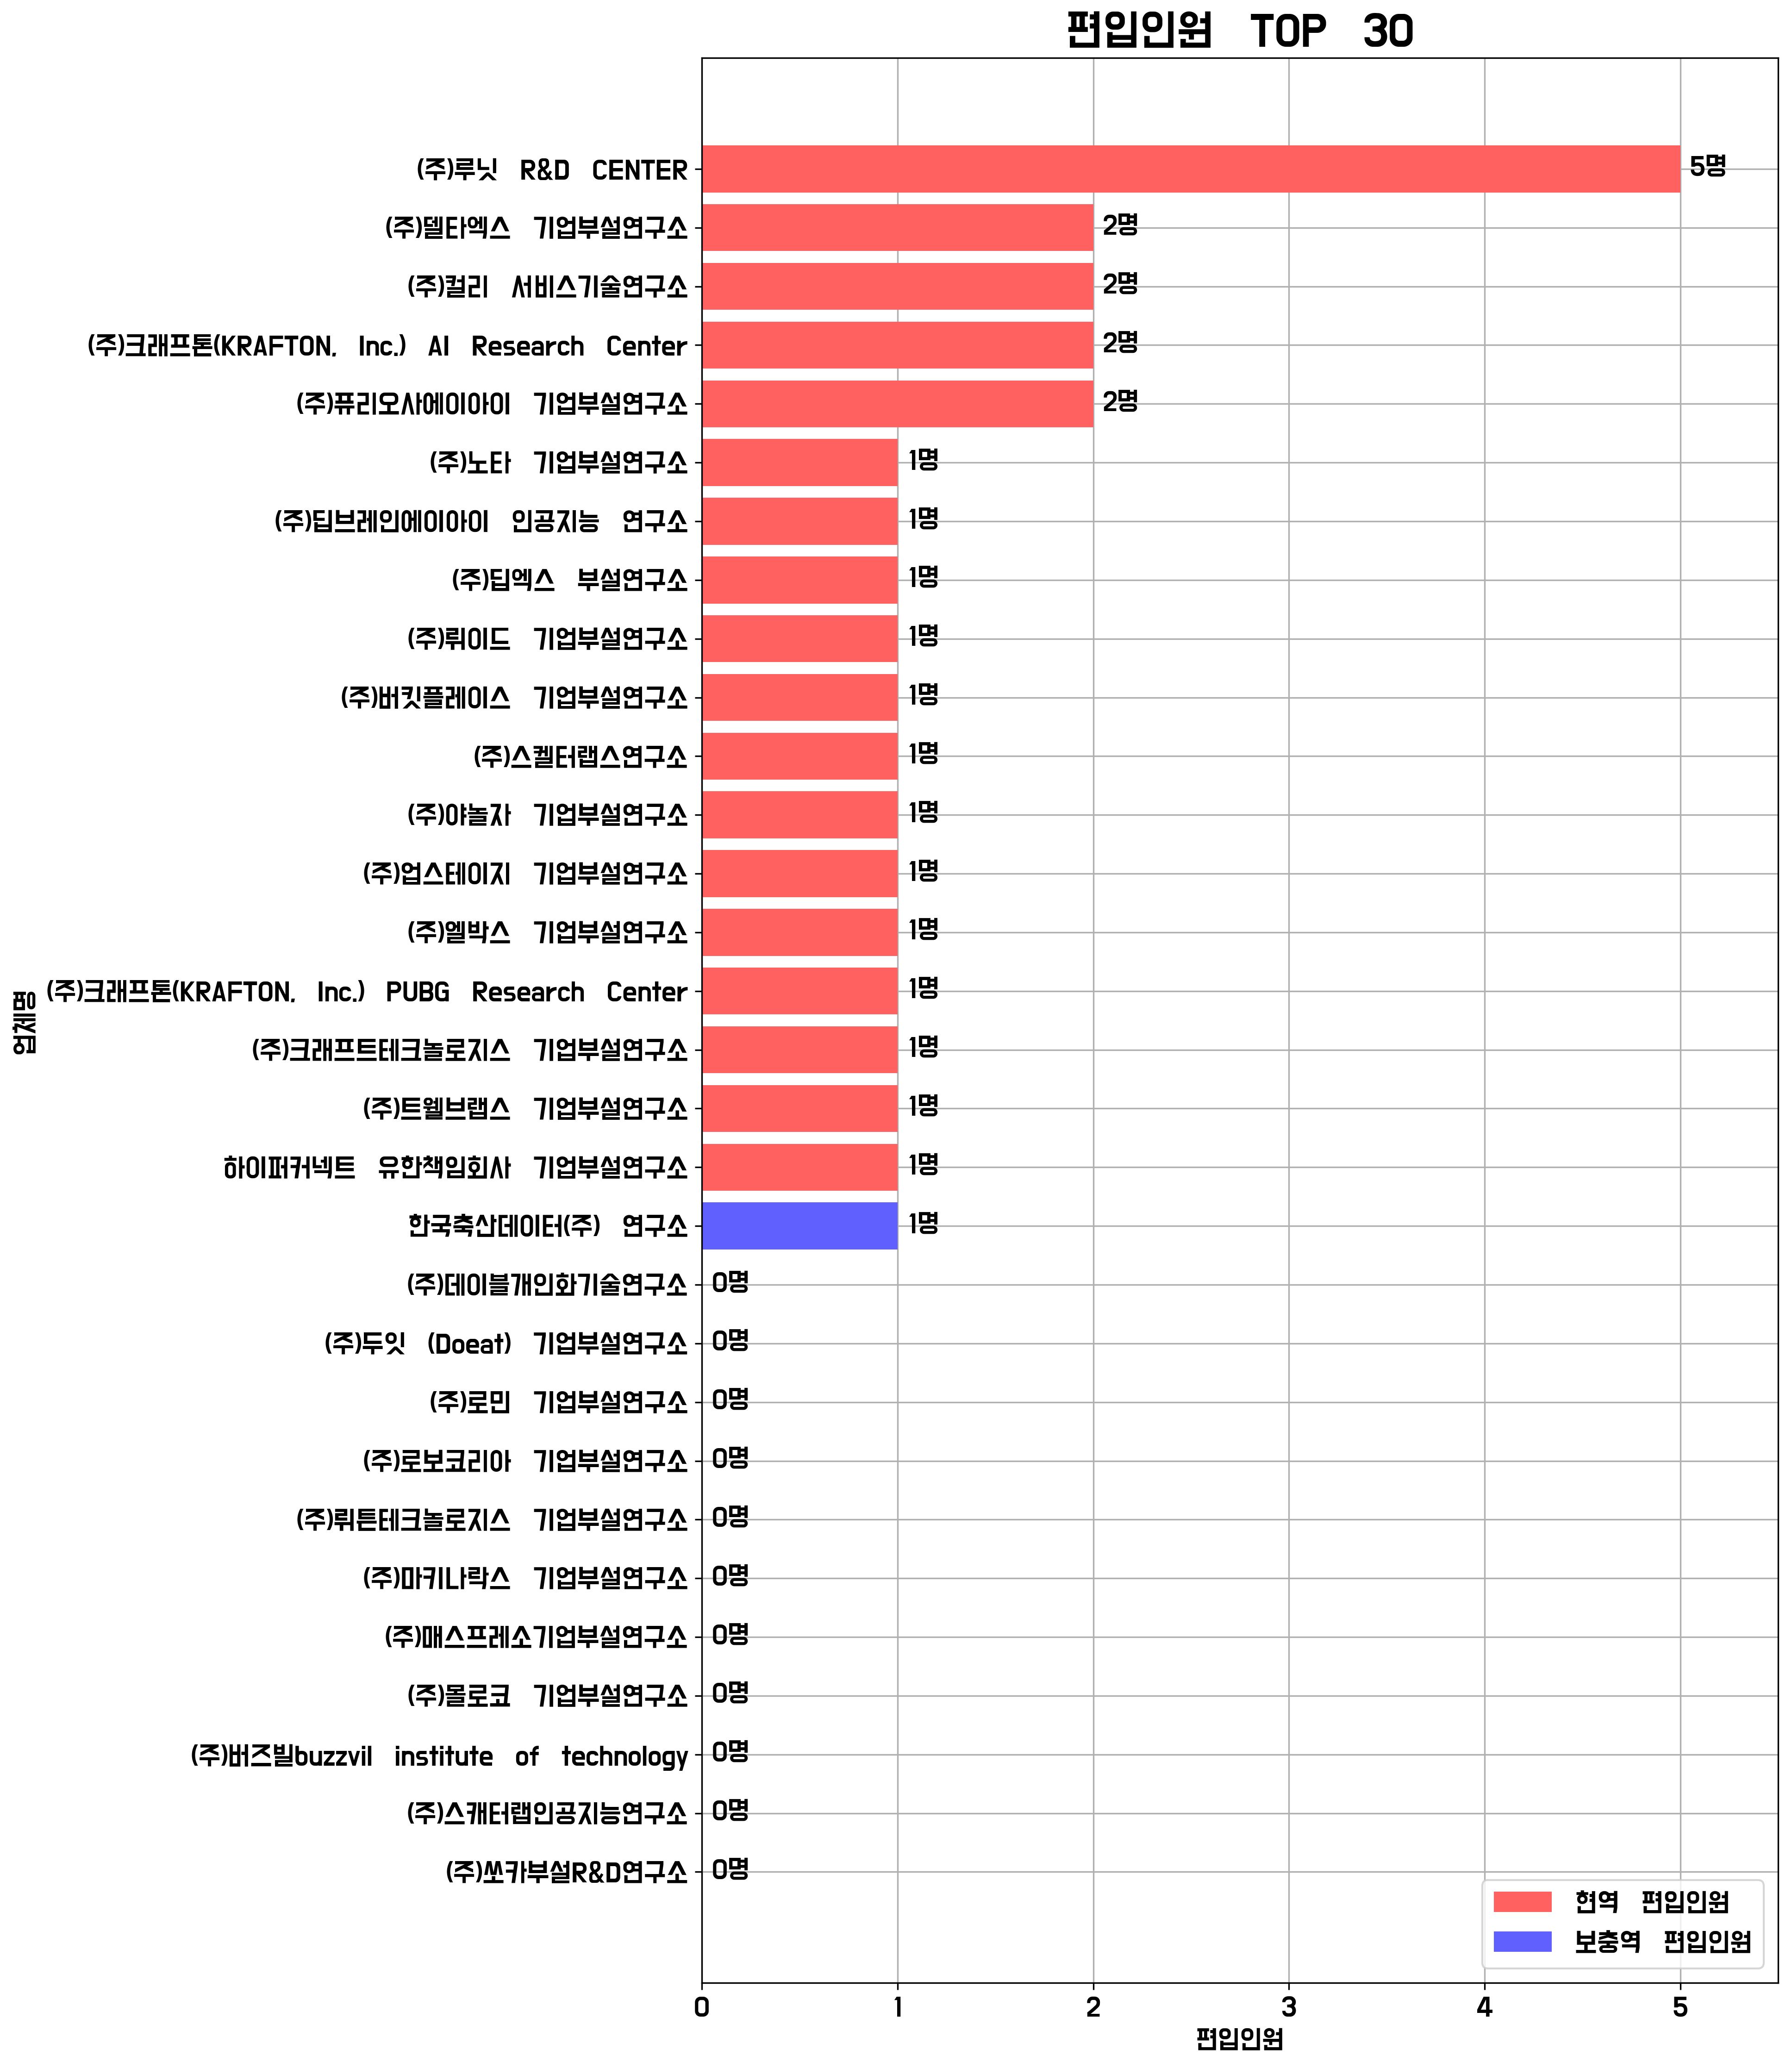 편입인원 TOP 30
(주)루닛 R&D CENTER 5명
(주)델타엑스 기업부설연구소 2명
(주)컬리 서비스기술연구소 2명
(주)크래프톤(KRAFTON, Inc.) AI Research Center 2명
(주)퓨리오사에이아이 기업부설연구소 2명
(주)노타 기업부설연구소 1명
(주)딥브레인에이아이 인공지능 연구소 1명
(주)딥엑스 부설연구소 1명
(주)뤼이드 기업부설연구소 1명
(주)버킷플레이스 기업부설연구소 1명
(주)스켈터랩스연구소 1명
(주)야놀자 기업부설연구소 1명
(주)업스테이지 기업부설연구소 1명
(주)엘박스 기업부설연구소 1명
(주)크래프톤(KRAFTON, Inc.) PUBG Research Center 1명
(주)크래프트테크놀로지스 기업부설연구소 1명
(주)트웰브랩스 기업부설연구소 1명
하이퍼커넥트 유한책임회사 기업부설연구소 1명
한국축산데이터(주) 연구소 1명
(주)데이블개인화기술연구소 0명
(주)두잇 (Doeat) 기업부설연구소 0명
(주)로민 기업부설연구소 0명
(주)로보코리아 기업부설연구소 0명
(주)뤼튼테크놀로지스 기업부설연구소 0명
(주)마키나락스 기업부설연구소 0명
(주)매스프레소기업부설연구소 0명
(주)몰로코 기업부설연구소 0명
(주)버즈빌buzzvil institute of technology 0명
(주)스캐터랩인공지능연구소 0명
(주)쏘카부설R&D연구소 0명
업체명
현역 편입인원
보충역 편입인원
0 1 2 3 4 5
편입인원